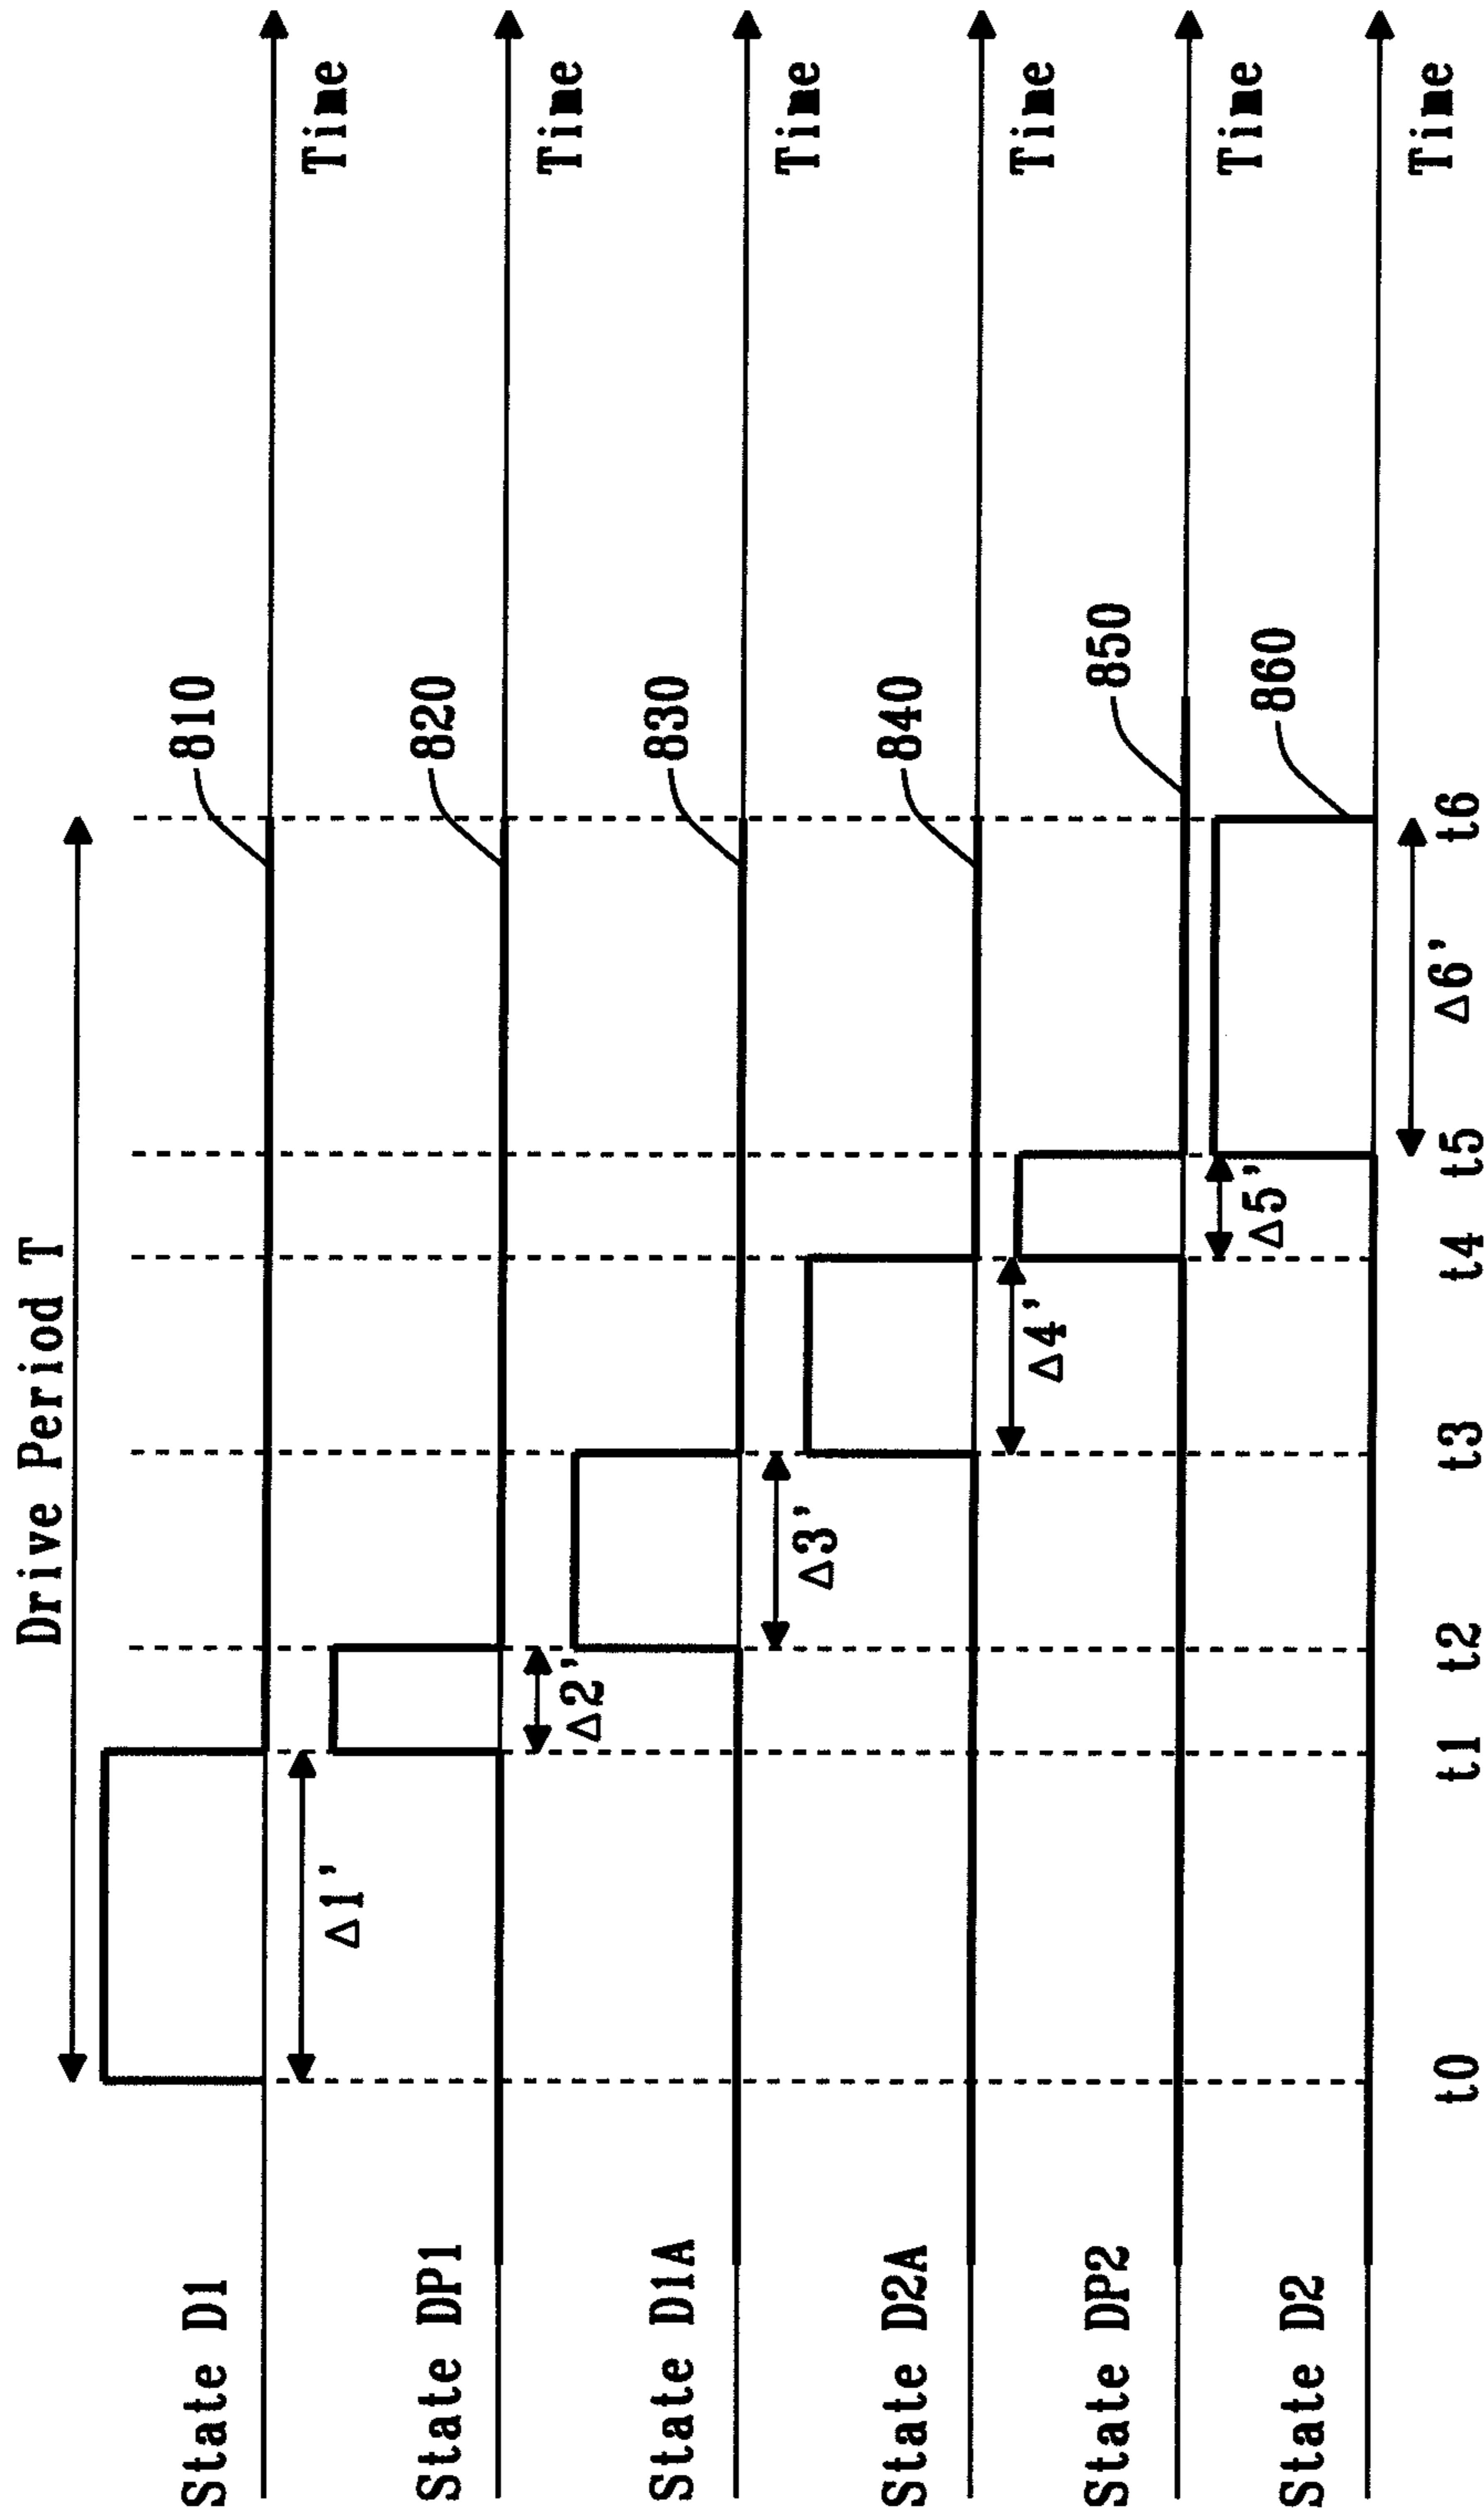 Drive Period T
State D1
810
Time
Δ1'
State DP1
820
Time
Δ2'
State D1A
830
Time
Δ3'
State D2A
840
Time
Δ4'
State DP2
850
Time
Δ5'
State D2
860
Time
t0 t1 t2 t3 t4 t5 t6
Δ6'